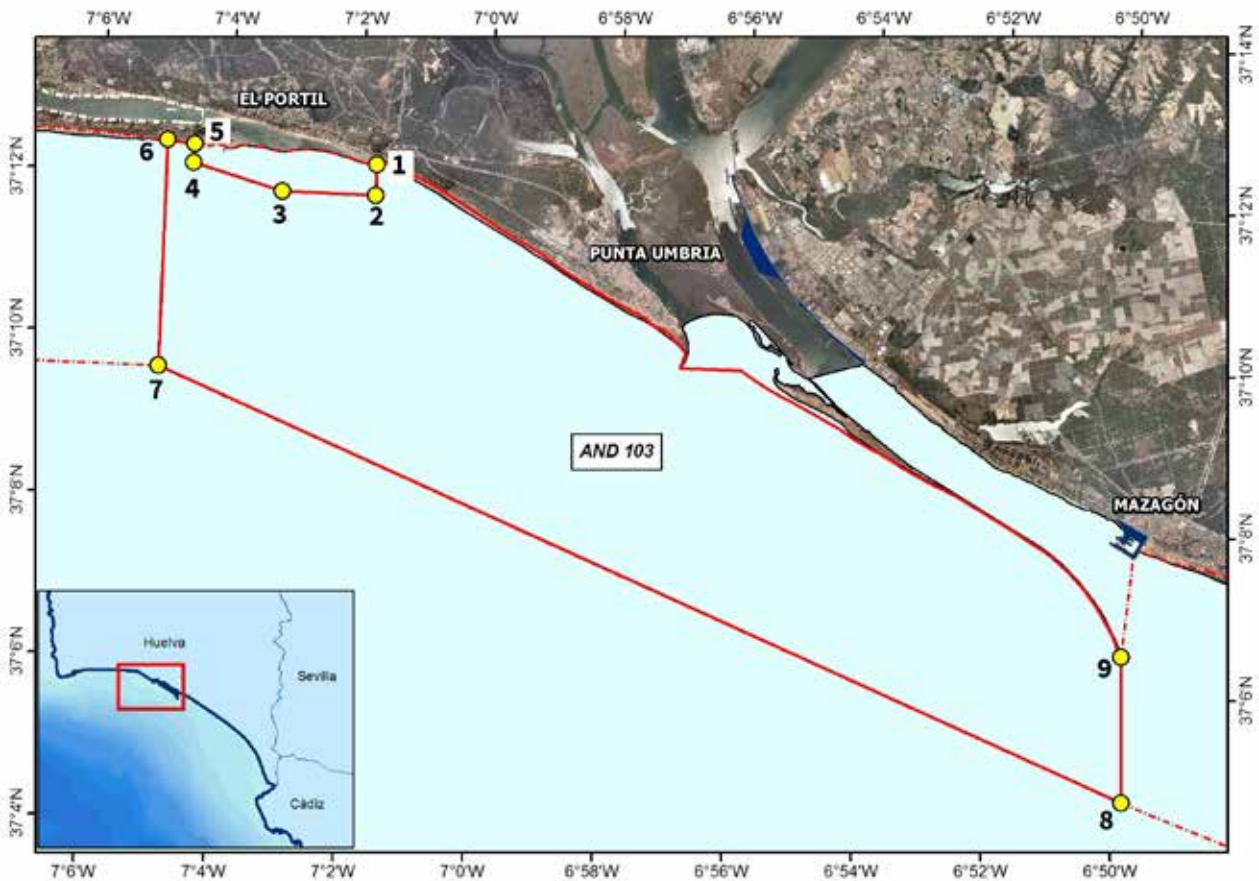 7°6'W 7°4'W 7°2'W 7°0'W 6°58'W 6°56'W 6°54'W 6°52'W 6°50'W
37°14'N
EL PORTIL
5
6
1
37°12'N
4
3
2
37°12'N
PUNTA UMBRIA
37°10'N
7
37°10'N
AND 103
37°8'N
MAZAGÓN
37°8'N
Huelva
37°6'N
9
Sevilla
37°6'N
Cádiz
37°4'N
8
7°6'W 7°4'W 7°2'W 7°0'W 6°56'W 6°54'W 6°52'W 6°50'W